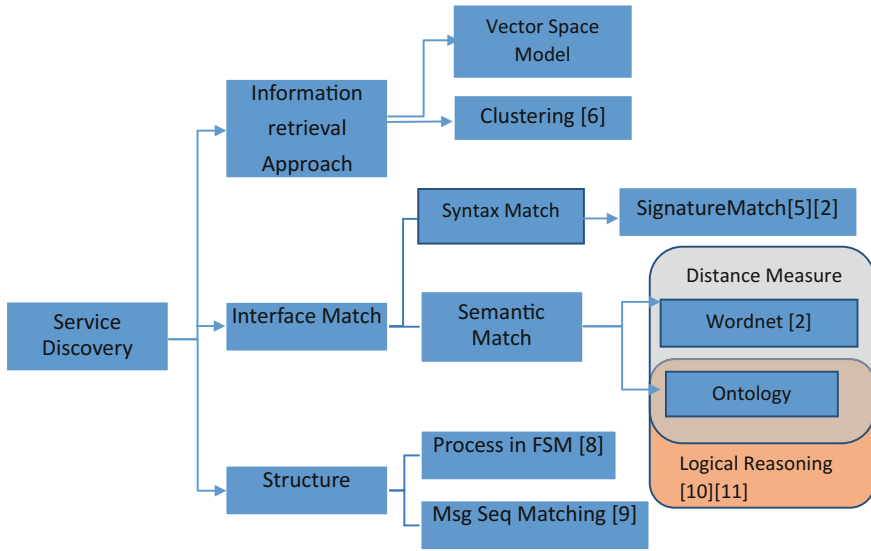 Vector Space
Model
Information
retrieval
Approach
Clustering [6]
Syntax Match
SignatureMatch[5][2]
Distance Measure
Service
Discovery
Interface Match
Semantic
Match
Wordnet [2]
Ontology
Process in FSM [8]
Structure
Logical Reasoning
[10][11]
Msg Seq Matching [9]